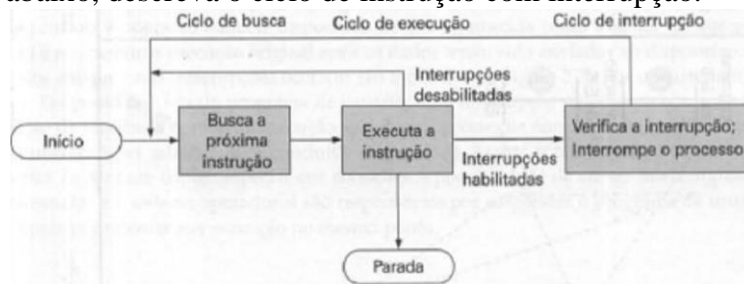 abaixo, descreva o ciclo de instrução com interrupção.
Ciclo de busca
Ciclo de execução
Ciclo de interrupção
Interrupções
desabilitadas
Início
Busca a
próxima
instrução
Executa a
instrução
Interrupções
habilitadas
Verifica a interrupção;
Interrompe o processo
Parada